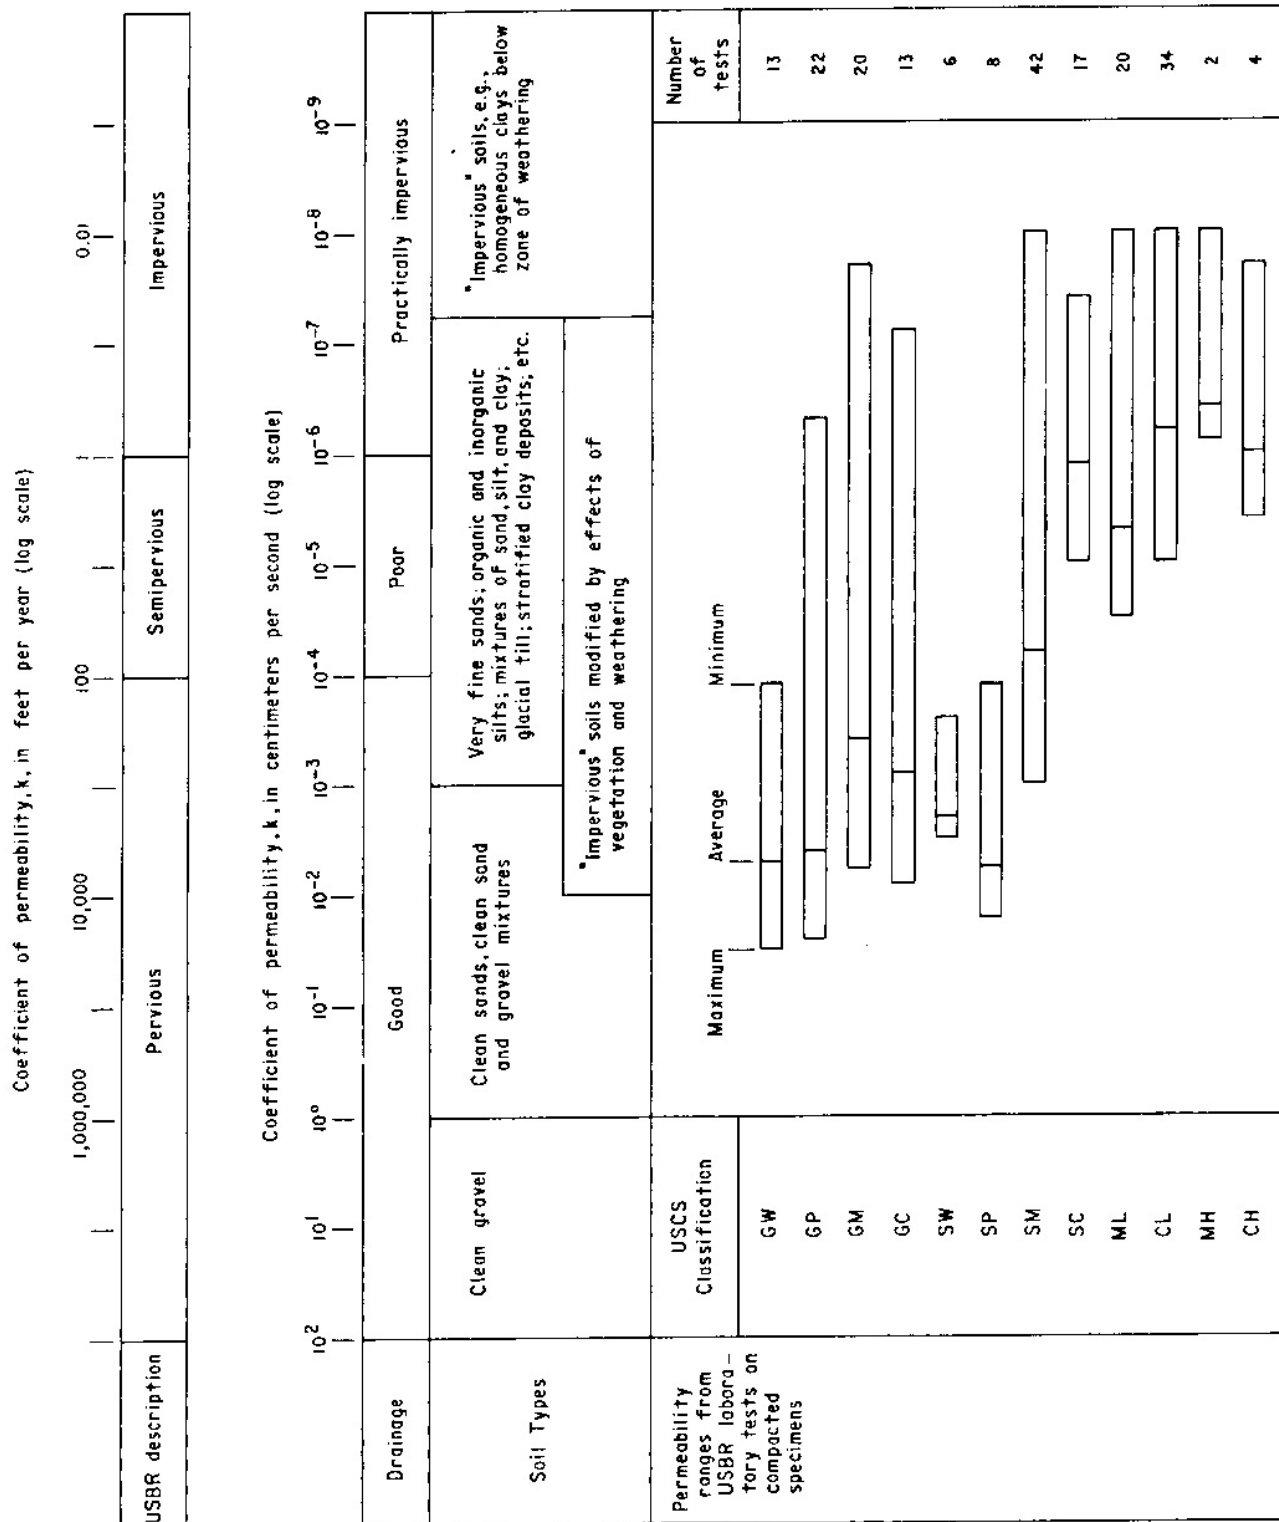 Coefficient of permeability, k, in feet per year (log scale)
1,000,000
10,000
100
1
0.01
USBR description
Pervious
Semipervious
Impervious
Coefficient of permeability, k, in centimeters per second (log scale)
10²
10¹
10⁰
10⁻¹
10⁻²
10⁻³
10⁻⁴
10⁻⁵
10⁻⁶
10⁻⁷
10⁻⁸
10⁻⁹
Drainage
Good
Poor
Practically impervious
Soil Types
Clean gravel
Clean sands, clean sand
and gravel mixtures
Very fine sands; organic and inorganic
silts; mixtures of sand, silt, and clay;
glacial till; stratified clay deposits; etc.
"Impervious" soils, e.g.,
homogeneous clays below
zone of weathering
"Impervious" soils modified by effects of
vegetation and weathering
Permeability
ranges from
USBR labora-
tory tests on
compacted
specimens
USCS
Classification
Number
of
tests
Maximum
Average
Minimum
GW 13
GP 22
GM 20
GC 13
SW 6
SP 8
SM 42
SC 17
ML 20
CL 34
MH 2
CH 4